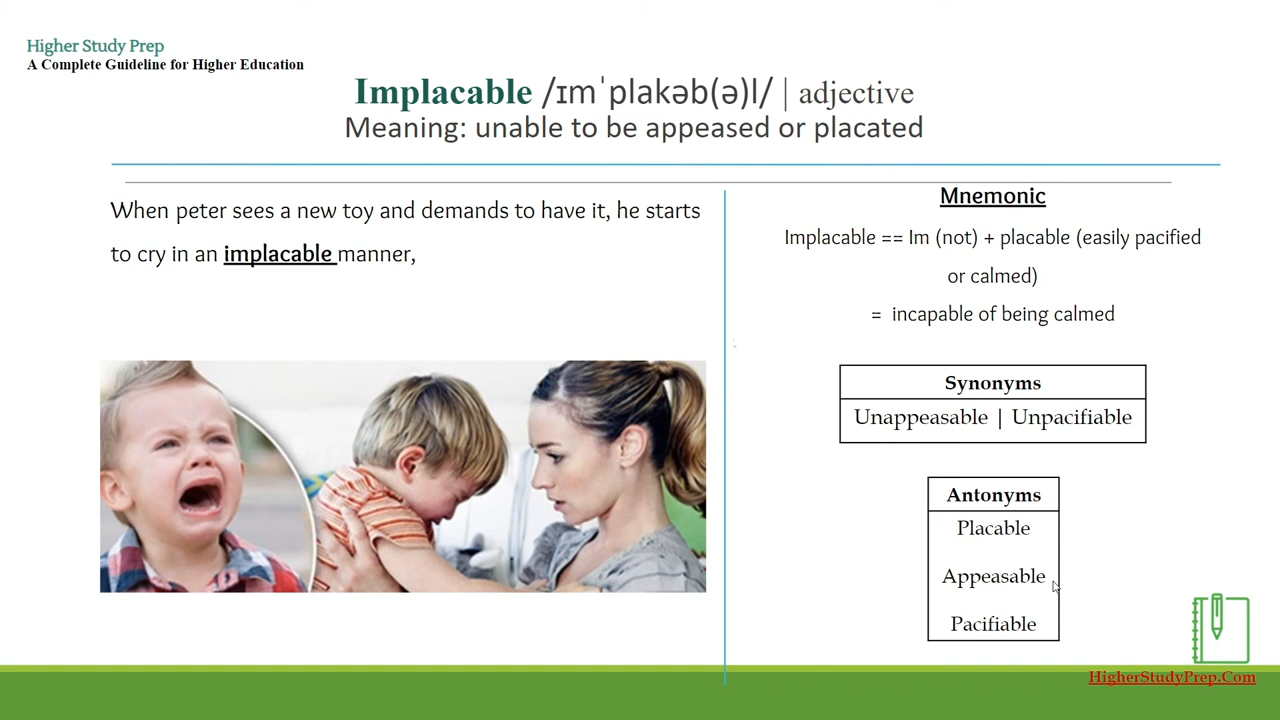 Higher Study Prep
A Complete Guideline for Higher Education
Implacable /ɪmˈplakəb(ə)l/ | adjective
Meaning: unable to be appeased or placated
When peter sees a new toy and demands to have it, he starts
to cry in an implacable manner,
Mnemonic
Implacable == Im (not) + placable (easily pacified
or calmed)
= incapable of being calmed
Synonyms
Unappeasable | Unpacifiable
Antonyms
Placable
Appeasable
Pacifiable
HigherStudyPrep.Com